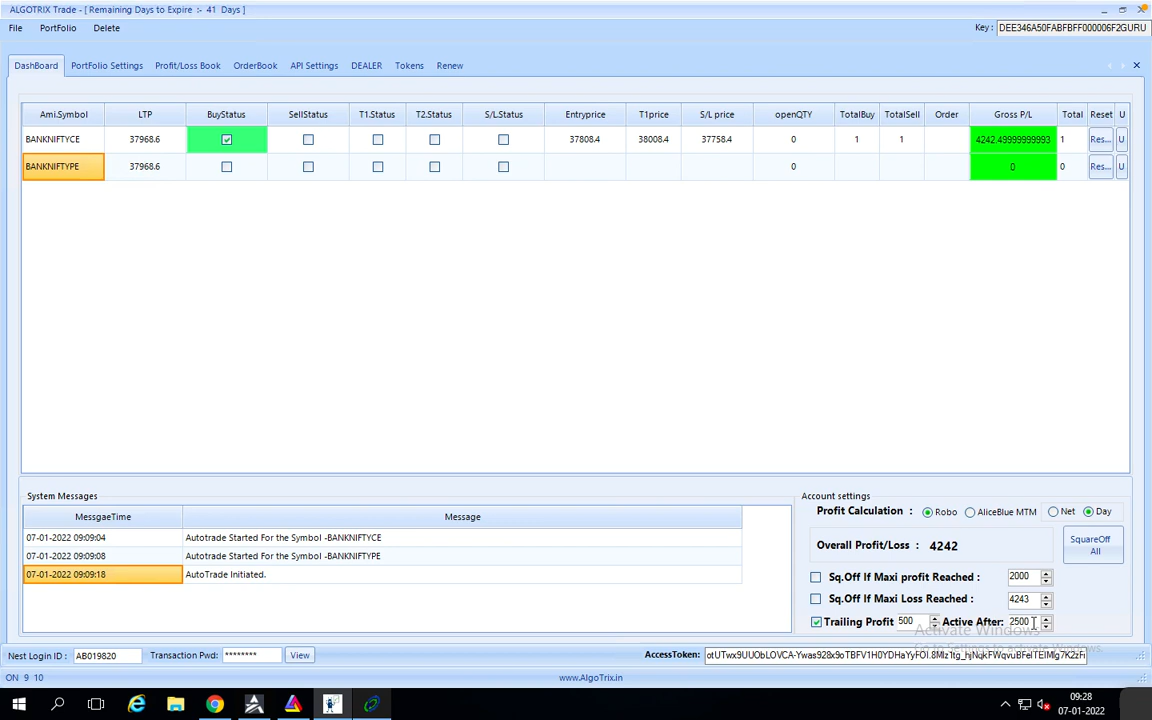 ALGOTRIX Trade - [ Remaining Days to Expire :- 41 Days ]
File PortFolio Delete
Key : DEE346A50FABFBFF000006F2GURU
DashBoard PortFolio Settings Profit/Loss Book OrderBook API Settings DEALER Tokens Renew
Ami.Symbol LTP BuyStatus SellStatus T1.Status T2.Status S/L.Status Entryprice T1price S/L price openQTY TotalBuy TotalSell Order Gross P/L Total Reset U
BANKNIFTYCE 37968.6 37808.4 38008.4 37758.4 0 1 1 4242.49999999993 1 Res... U
BANKNIFTYPE 37968.6 0 0 0 Res... U
System Messages
MessgaeTime Message
07-01-2022 09:09:04 Autotrade Started For the Symbol -BANKNIFTYCE
07-01-2022 09:09:08 Autotrade Started For the Symbol -BANKNIFTYPE
07-01-2022 09:09:18 AutoTrade Initiated.
Account settings
Profit Calculation : Robo AliceBlue MTM Net Day
Overall Profit/Loss : 4242
SquareOff All
Sq.Off If Maxi profit Reached : 2000
Sq.Off If Maxi Loss Reached : 4243
Trailing Profit 500 Active After: 2500
Activate Windows
Nest Login ID : AB019820 Transaction Pwd: ******** View
AccessToken:
ON 9 10
www.AlgoTrix.in
09:28
07-01-2022